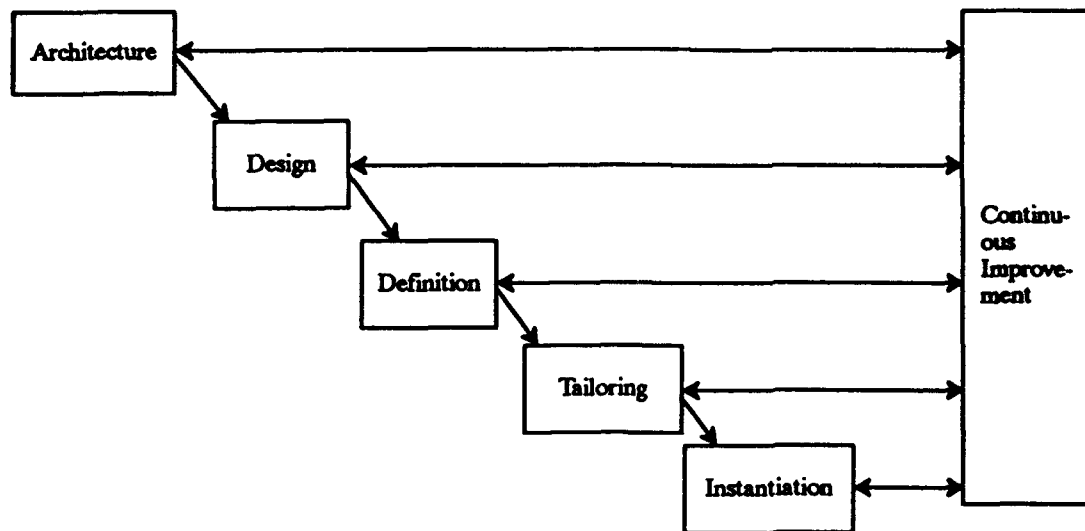 Architecture
Design
Continu-
ous
Improve-
ment
Definition
Tailoring
Instantiation